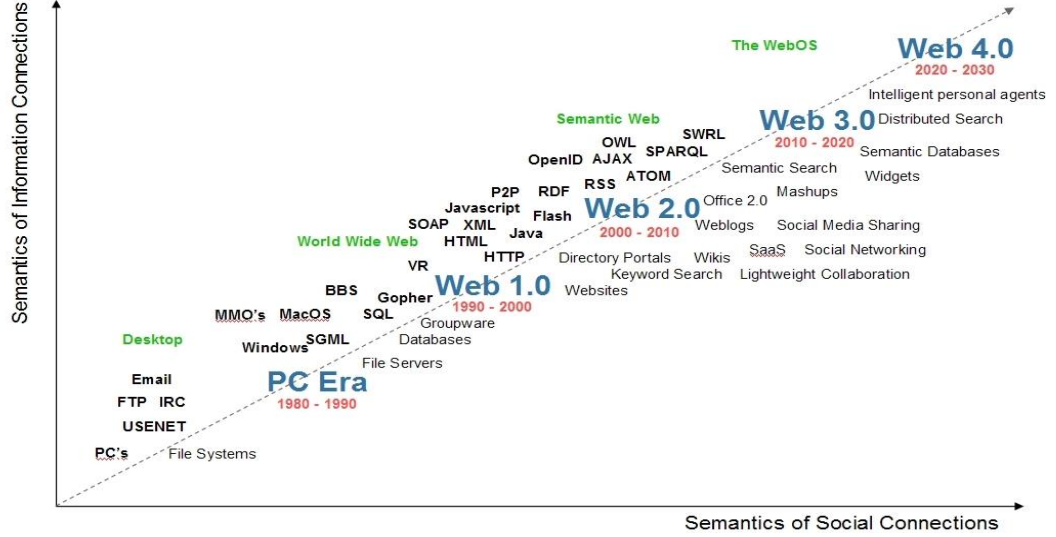 Semantics of Information Connections
The WebOS
Web 4.0
2020 - 2030
Intelligent personal agents
Semantic Web
Web 3.0
Distributed Search
2010 - 2020
SWRL
OWL
SPARQL
OpenID
AJAX
Semantic Databases
Semantic Search
Widgets
ATOM
RSS
P2P
RDF
Mashups
Office 2.0
Javascript
Web 2.0
Flash
SOAP
XML
Weblogs
Social Media Sharing
2000 - 2010
Java
World Wide Web
HTML
SaaS
Social Networking
HTTP
Directory Portals
Wikis
VR
Keyword Search
Lightweight Collaboration
Web 1.0
BBS
Websites
Gopher
1990 - 2000
MMO's
MacOS
SQL
Groupware
Desktop
SGML
Databases
Windows
File Servers
Email
PC Era
FTP
IRC
1980 - 1990
USENET
PC's
File Systems
Semantics of Social Connections